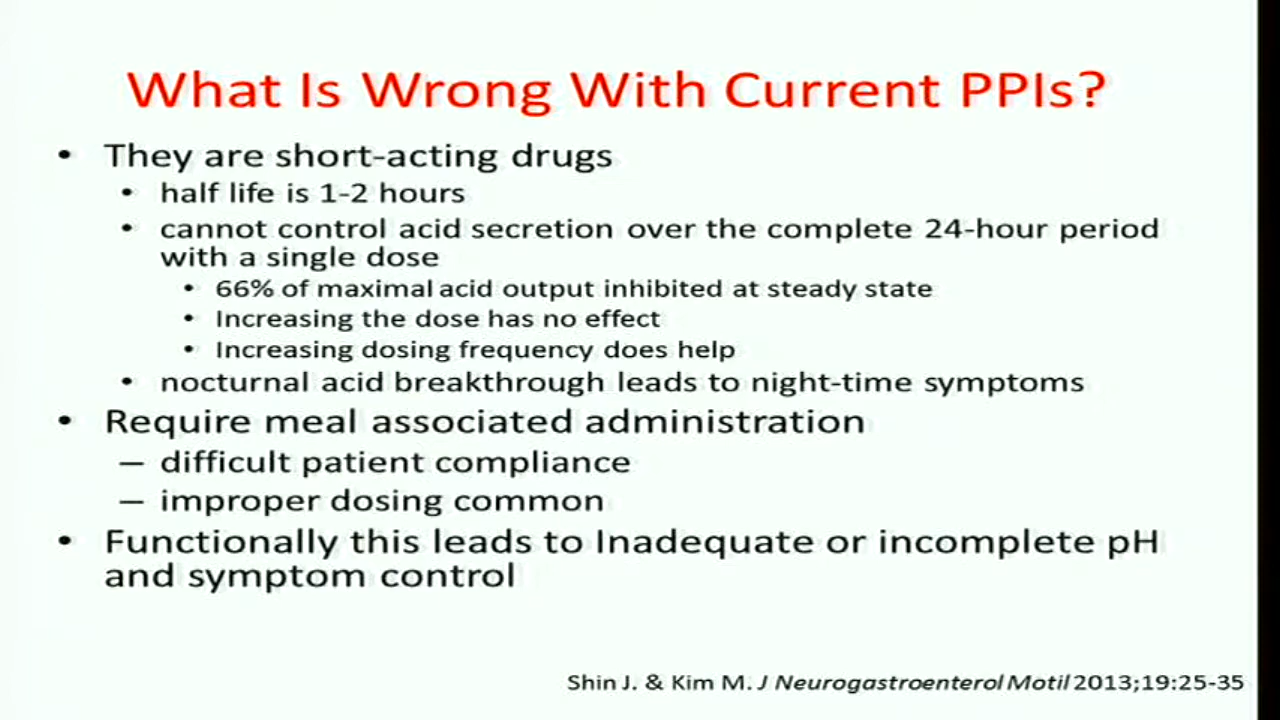 What Is Wrong With Current PPIs?
• They are short-acting drugs
• half life is 1-2 hours
• cannot control acid secretion over the complete 24-hour period
with a single dose
• 66% of maximal acid output inhibited at steady state
• Increasing the dose has no effect
• Increasing dosing frequency does help
• nocturnal acid breakthrough leads to night-time symptoms
• Require meal associated administration
– difficult patient compliance
– improper dosing common
• Functionally this leads to Inadequate or incomplete pH
and symptom control
Shin J. & Kim M. J Neurogastroenterol Motil 2013;19:25-35